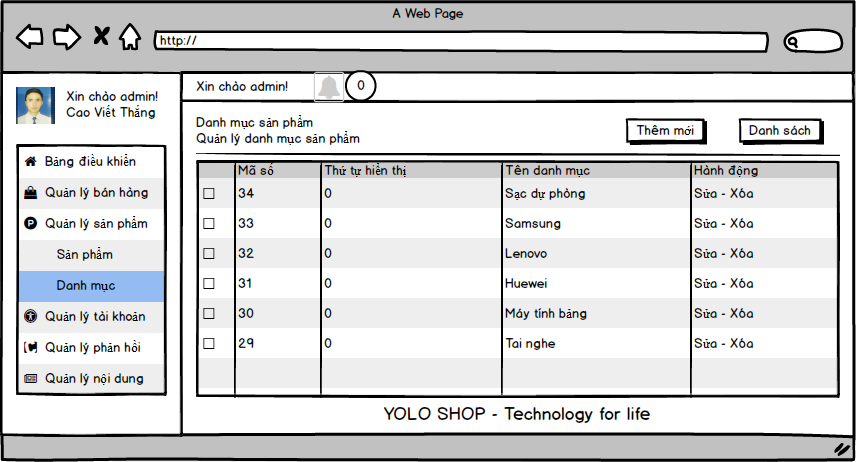 A Web Page
http://
Xin chào admin!
Cao Viết Thắng
Xin chào admin!
0
Bảng điều khiển
Quản lý bán hàng
Quản lý sản phẩm
Sản phẩm
Danh mục
Quản lý tài khoản
Quản lý phản hồi
Quản lý nội dung
Danh mục sản phẩm
Quản lý danh mục sản phẩm
Thêm mới
Danh sách
Mã số Thứ tự hiển thị Tên danh mục Hành động
34 0 Sạc dự phòng Sửa - Xóa
33 0 Samsung Sửa - Xóa
32 0 Lenovo Sửa - Xóa
31 0 Huewei Sửa - Xóa
30 0 Máy tính bảng Sửa - Xóa
29 0 Tai nghe Sửa - Xóa
YOLO SHOP - Technology for life